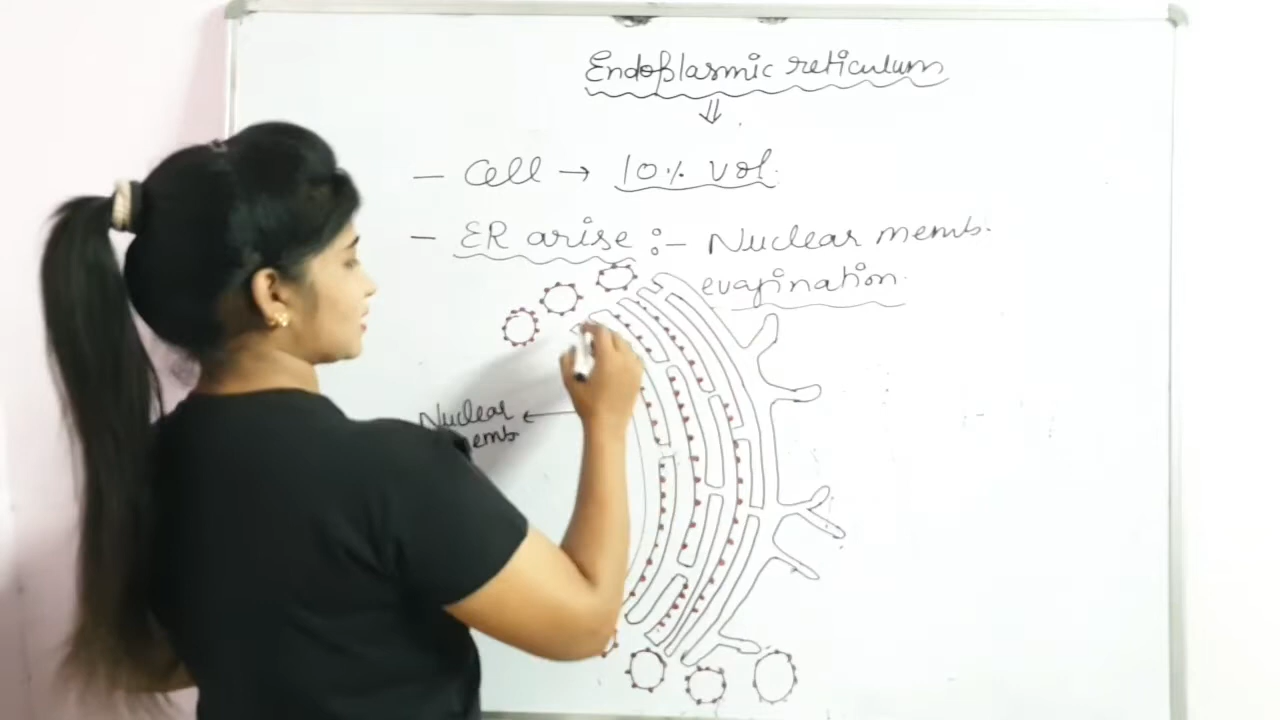 Endoplasmic reticulum
⇓
- Cell → 10% vol.
- ER arise :- Nuclear memb.
evagination.
Nuclear
memb